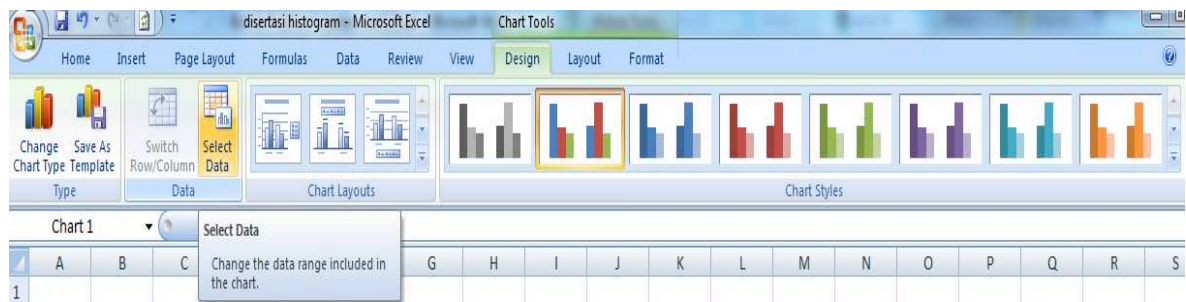 disertasi histogram - Microsoft Excel Chart Tools
Home Insert Page Layout Formulas Data Review View Design Layout Format
Change Chart Type Save As Template Switch Row/Column Select Data
Type Data Chart Layouts Chart Styles
Chart 1
Select Data
Change the data range included in
the chart.
A B C G H I J K L M N O P Q R S
1